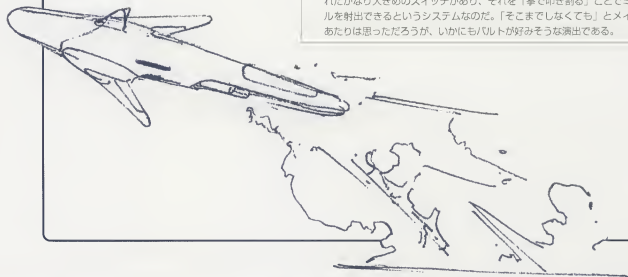 れたかなり大きめのスイッチがあり、それを「拳で叩き割る」ことでミ
ルを射出できるというシステムなのだ。「そこまでしなくても」とメイ
あたりは思っただろうが、いかにもバルトが好みそうな演出である。